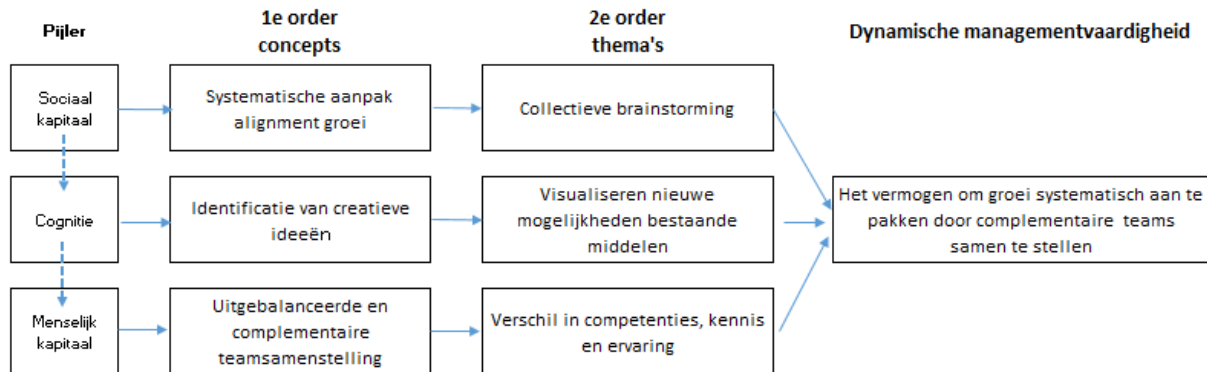 Pijler
1e order
concepts
2e order
thema's
Dynamische managementvaardigheid
Sociaal
kapitaal
Systematische aanpak
alignment groei
Collectieve brainstorming
Cognitie
Identificatie van creatieve
ideeën
Visualiseren nieuwe
mogelijkheden bestaande
middelen
Het vermogen om groei systematisch aan te
pakken door complementaire teams
samen te stellen
Menselijk
kapitaal
Uitgebalanceerde en
complementaire
teamsamenstelling
Verschil in competenties, kennis
en ervaring